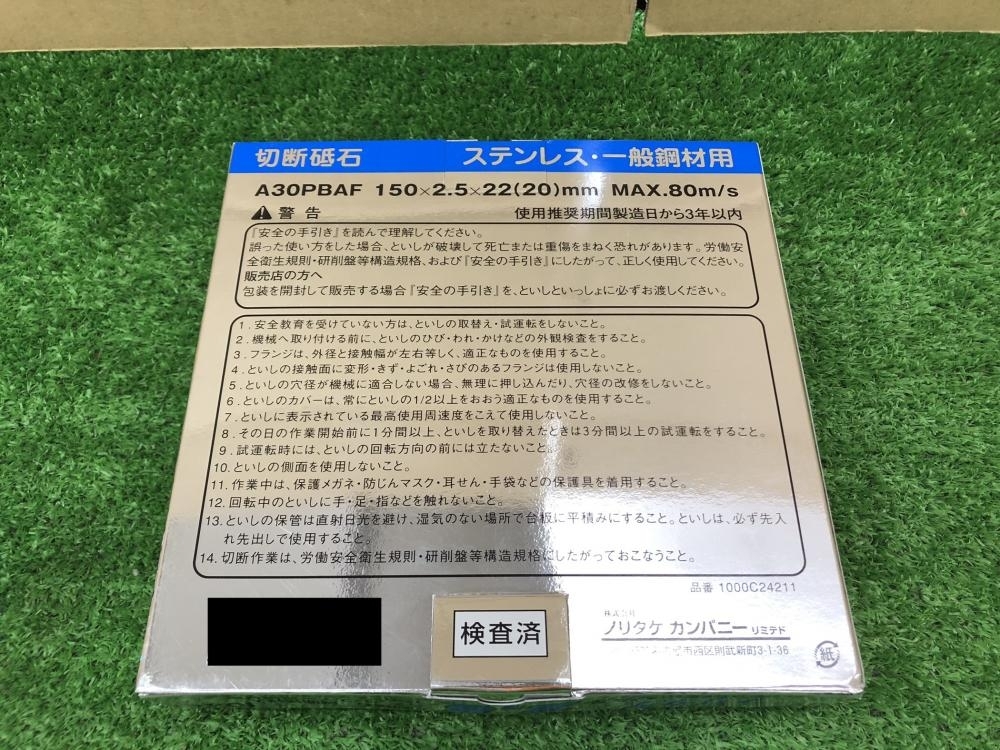 切断砥石 ステンレス・一般鋼材用
A30PBAF 150×2.5×22(20)mm MAX.80m/s
警告 使用推奨期間製造日から3年以内
『安全の手引き』を読んで理解してください。
誤った使い方をした場合、といしが破壊して死亡または重傷をまねく恐れがあります。労働安
全衛生規則・研削盤等構造規格、および『安全の手引き』にしたがって、正しく使用してください。
販売店の方へ
包装を開封して販売する場合『安全の手引き』を、といしといっしょに必ずお渡しください。
1. 安全教育を受けていない方は、といしの取替え・試運転をしないこと。
2. 機械へ取り付ける前に、といしのひび・われ・かけなどの外観検査をすること。
3. フランジは、外径と接触幅が左右等しく、適正なものを使用すること。
4. といしの接触面に変形・きず・よごれ・さびのあるフランジは使用しないこと。
5. といしの穴径が機械に適合しない場合、無理に押し込んだり、穴径の改修をしないこと。
6. といしのカバーは、常にといしの1/2以上をおおう適正なものを使用すること。
7. といしに表示されている最高使用周速度をこえて使用しないこと。
8. その日の作業開始前に1分間以上、といしを取り替えたときは3分間以上の試運転をすること。
9. 試運転時には、といしの回転方向の前には立たないこと。
10. といしの側面を使用しないこと。
11. 作業中は、保護メガネ・防じんマスク・耳せん・手袋などの保護具を着用すること。
12. 回転中のといしに手・足・指などを触れないこと。
13. といしの保管は直射日光を避け、湿気のない場所で台板に平積みにすること。といしは、必ず先入
れ先出しで使用すること。
14. 切断作業は、労働安全衛生規則・研削盤等構造規格にしたがっておこなうこと。
品番 1000C24211
検査済
株式会社
ノリタケ カンパニー リミテド
市西区則武新町3-1-36
紙